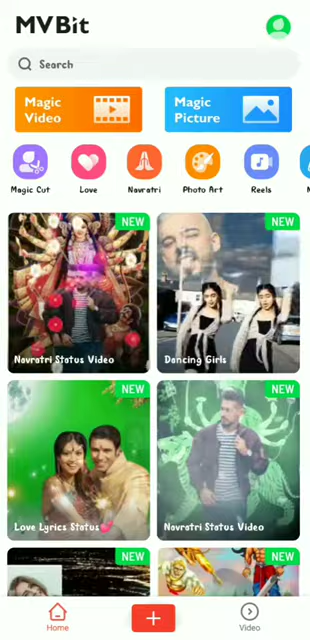 MVBit
Search
Magic
Video
Magic
Picture
Magic Cut
Love
Navratri
Photo Art
Reels
NEW
NEW
Navratri Status Video
Dancing Girls
NEW
NEW
Love Lyrics Status
Navratri Status Video
NEW
NEW
Home
Video